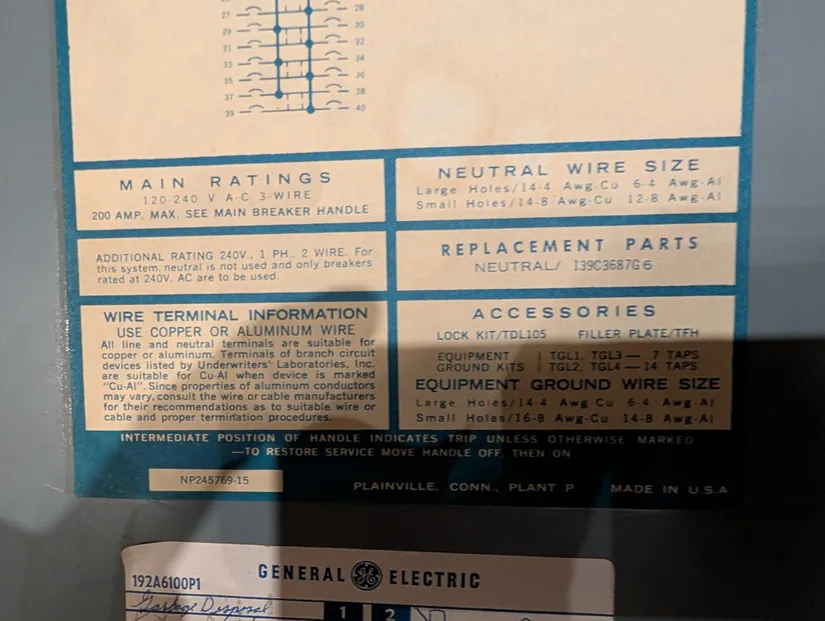 27 28
29 30
31 32
33 34
35 36
37 38
39 40
MAIN RATINGS
120-240 V A-C 3-WIRE
200 AMP. MAX. SEE MAIN BREAKER HANDLE
ADDITIONAL RATING 240V., 1 PH., 2 WIRE. For
this system, neutral is not used and only breakers
rated at 240V. AC are to be used.
WIRE TERMINAL INFORMATION
USE COPPER OR ALUMINUM WIRE
All line and neutral terminals are suitable for
copper or aluminum. Terminals of branch circuit
devices listed by Underwriters' Laboratories, Inc.
are suitable for Cu-Al when device is marked
"Cu-Al". Since properties of aluminum conductors
may vary, consult the wire or cable manufacturers
for their recommendations as to suitable wire or
cable and proper termination procedures.
NEUTRAL WIRE SIZE
Large Holes/14-4 Awg-Cu 6-4 Awg-Al
Small Holes/14-8 Awg-Cu 12-8 Awg-Al
REPLACEMENT PARTS
NEUTRAL/ 139C3687G6
ACCESSORIES
LOCK KIT/TDL105 FILLER PLATE/TFH
EQUIPMENT TGL1, TGL3— 7 TAPS
GROUND KITS TGL2, TGL4— 14 TAPS
EQUIPMENT GROUND WIRE SIZE
Large Holes/14-4 Awg-Cu 6-4 Awg-Al
Small Holes/16-8 Awg-Cu 14-8 Awg-Al
INTERMEDIATE POSITION OF HANDLE INDICATES TRIP UNLESS OTHERWISE MARKED
—TO RESTORE SERVICE MOVE HANDLE OFF, THEN ON
NP245769-15
PLAINVILLE, CONN., PLANT P MADE IN U.S.A.
192A6100P1 GENERAL GE ELECTRIC
Garbage Disposal 1 2